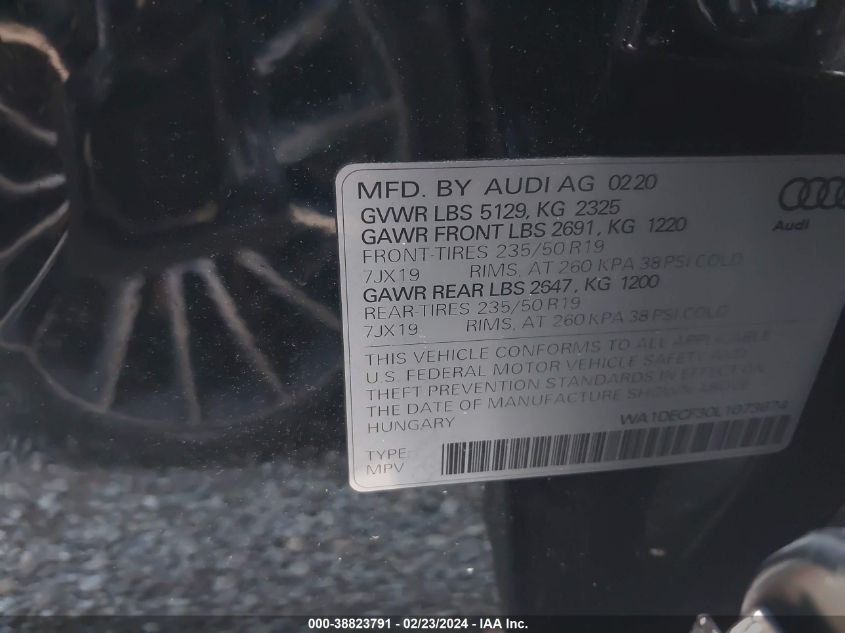 MFD. BY AUDI AG 0220
GVWR LBS 5129, KG 2325
GAWR FRONT LBS 2691, KG 1220
FRONT-TIRES 235/50 R19
7JX19 RIMS, AT 260 KPA 38 PSI COLD
GAWR REAR LBS 2647, KG 1200
REAR-TIRES 235/50 R19
7JX19 RIMS, AT 260 KPA 38 PSI COLD
Audi
THIS VEHICLE CONFORMS TO ALL APPLICABLE
U.S. FEDERAL MOTOR VEHICLE SAFETY AND
THEFT PREVENTION STANDARDS IN EFFECT ON
THE DATE OF MANUFACTURE SHOWN ABOVE.
HUNGARY
TYPE:
MPV
000-38823791 - 02/23/2024 - IAA Inc.